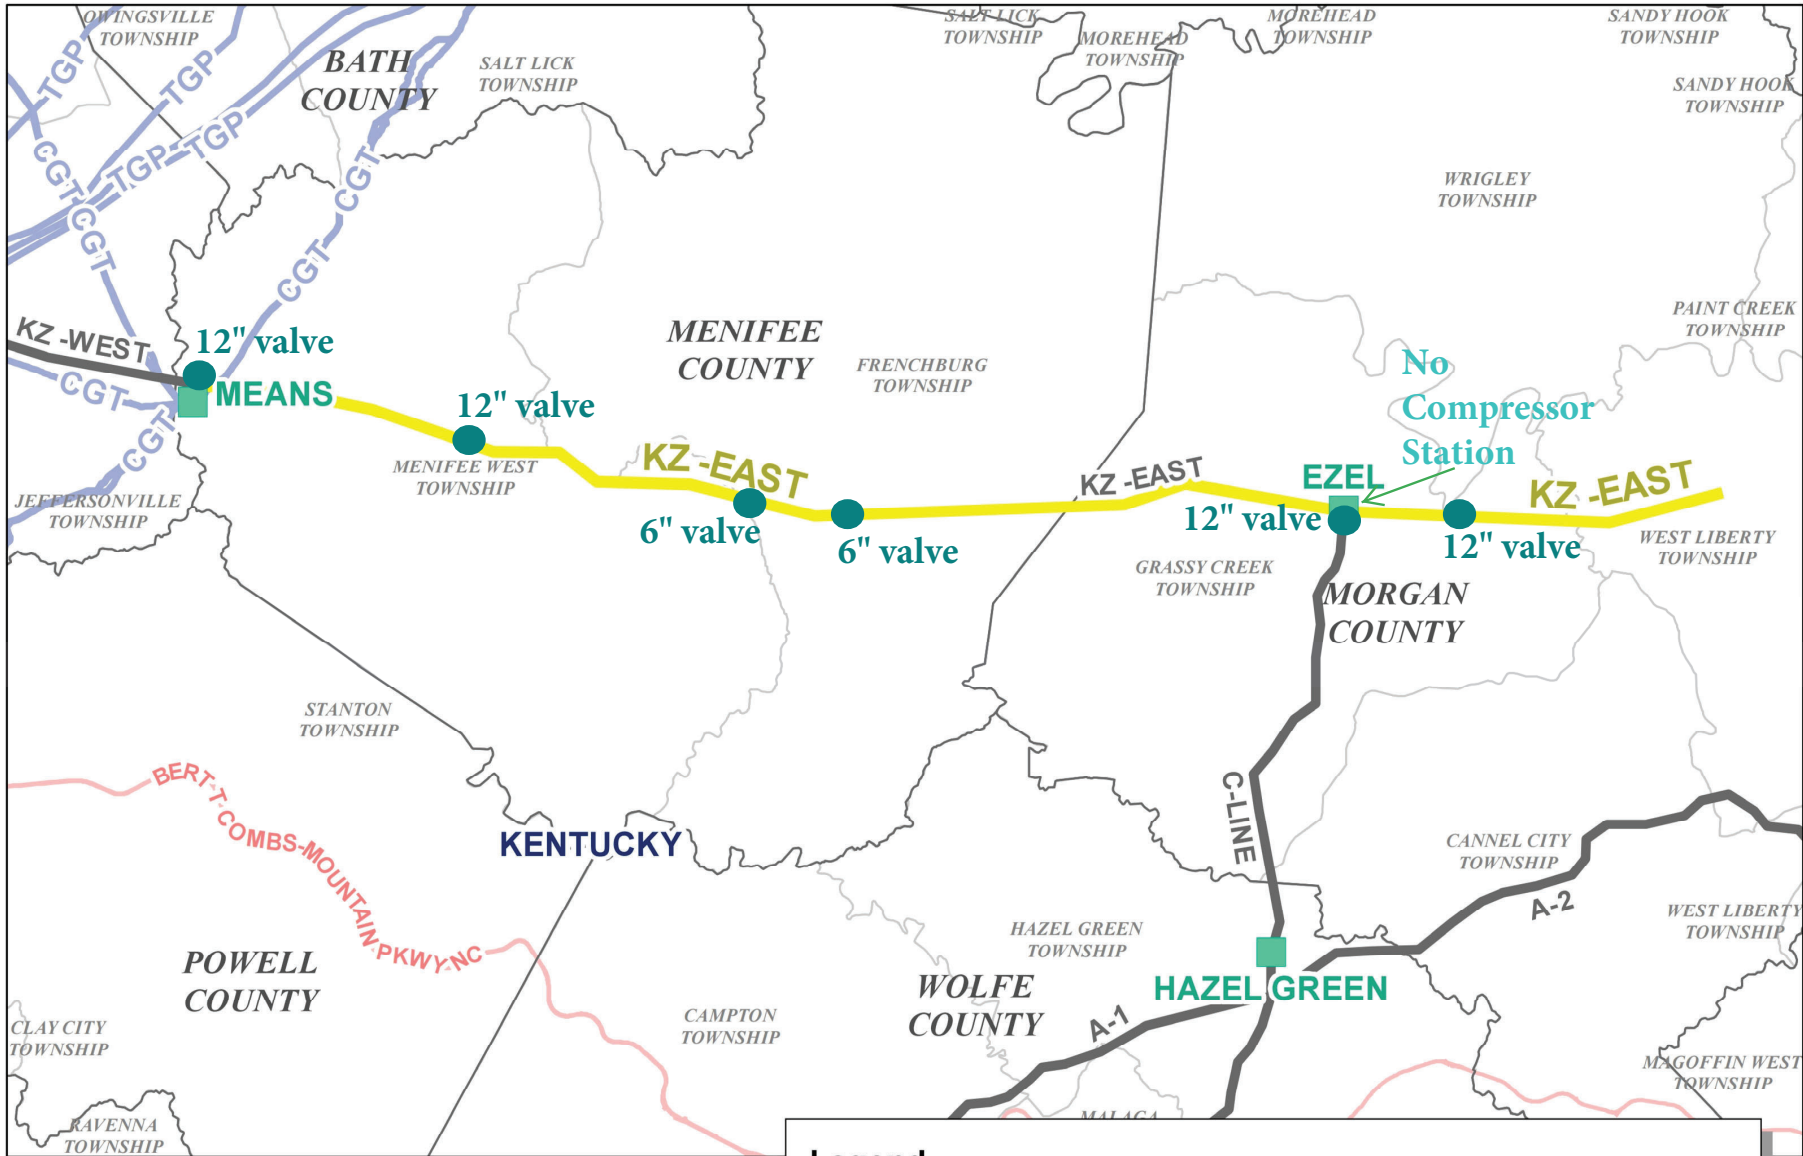 OWINGSVILLE
TOWNSHIP
SALT LICK
TOWNSHIP
MOREHEAD
TOWNSHIP
MOREHEAD
TOWNSHIP
SANDY HOOK
TOWNSHIP
BATH
COUNTY
SALT LICK
TOWNSHIP
SANDY HOOK
TOWNSHIP
TGP
TGP
TGP
TGP
CGT
CGT
CGT
CGT
CGT
WRIGLEY
TOWNSHIP
PAINT CREEK
TOWNSHIP
KZ -WEST
12" valve
MEANS
CGT
CGT
MENIFEE
COUNTY
FRENCHBURG
TOWNSHIP
No
Compressor
Station
12" valve
MENIFEE WEST
TOWNSHIP
KZ -EAST
KZ -EAST
EZEL
KZ -EAST
JEFFERSONVILLE
TOWNSHIP
6" valve
6" valve
12" valve
12" valve
WEST LIBERTY
TOWNSHIP
GRASSY CREEK
TOWNSHIP
MORGAN
COUNTY
STANTON
TOWNSHIP
BERT-T-COMBS-MOUNTAIN-PKWY-NC
KENTUCKY
C-LINE
CANNEL CITY
TOWNSHIP
A-2
WEST LIBERTY
TOWNSHIP
HAZEL GREEN
TOWNSHIP
POWELL
COUNTY
WOLFE
COUNTY
HAZEL GREEN
A-1
CAMPTON
TOWNSHIP
CLAY CITY
TOWNSHIP
MAGOFFIN WEST
TOWNSHIP
RAVENNA
TOWNSHIP
MALAGA
Legend